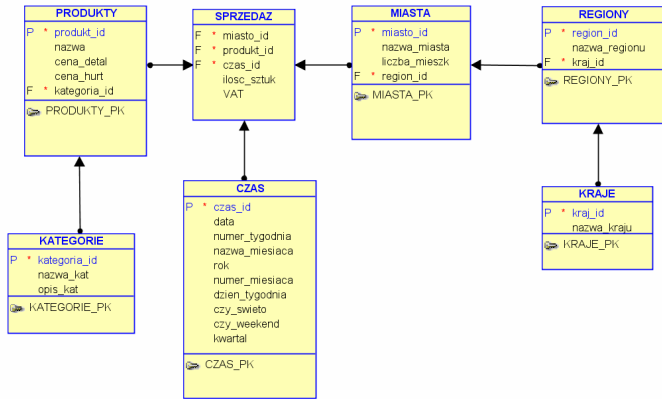 PRODUKTY
P * produkt_id
nazwa
cena_detal
cena_hurt
F * kategoria_id
PRODUKTY_PK
SPRZEDAZ
F * miasto_id
F * produkt_id
F * czas_id
ilosc_sztuk
VAT
MIASTA
P * miasto_id
nazwa_miasta
liczba_mieszk
F * region_id
MIASTA_PK
REGIONY
P * region_id
nazwa_regionu
F * kraj_id
REGIONY_PK
KATEGORIE
P * kategoria_id
nazwa_kat
opis_kat
KATEGORIE_PK
CZAS
P * czas_id
data
numer_tygodnia
nazwa_miesiaca
rok
numer_miesiaca
dzien_tygodnia
czy_swieto
czy_weekend
kwartal
CZAS_PK
KRAJE
P * kraj_id
nazwa_kraju
KRAJE_PK